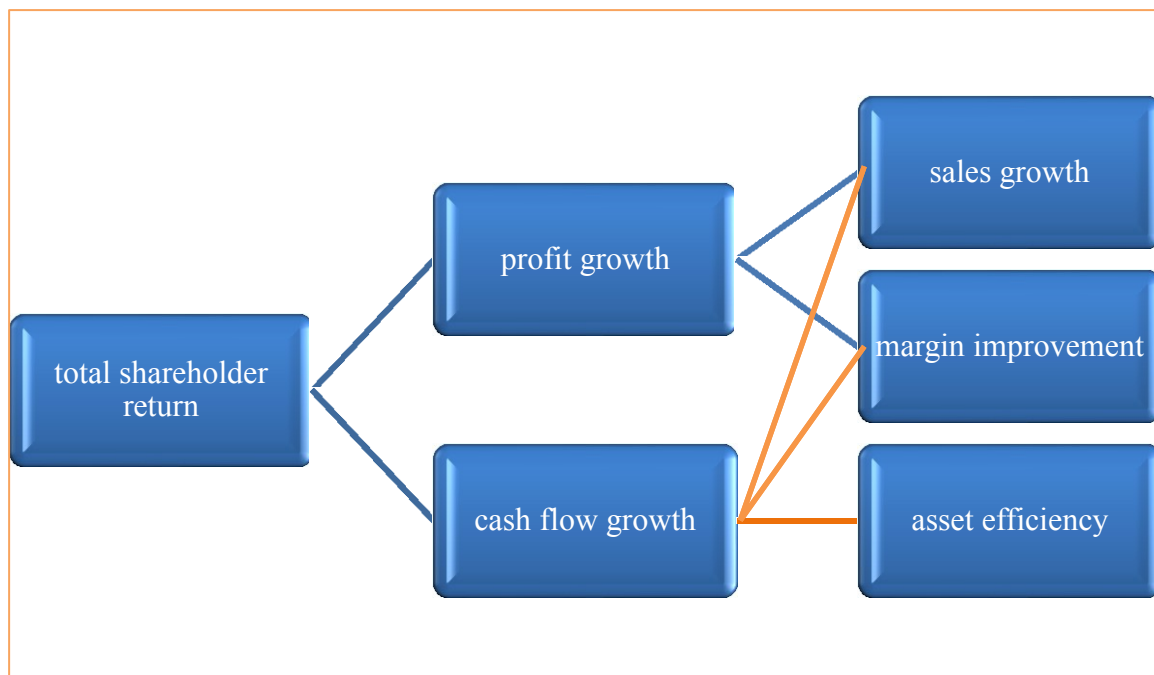 total shareholder
return
profit growth
cash flow growth
sales growth
margin improvement
asset efficiency